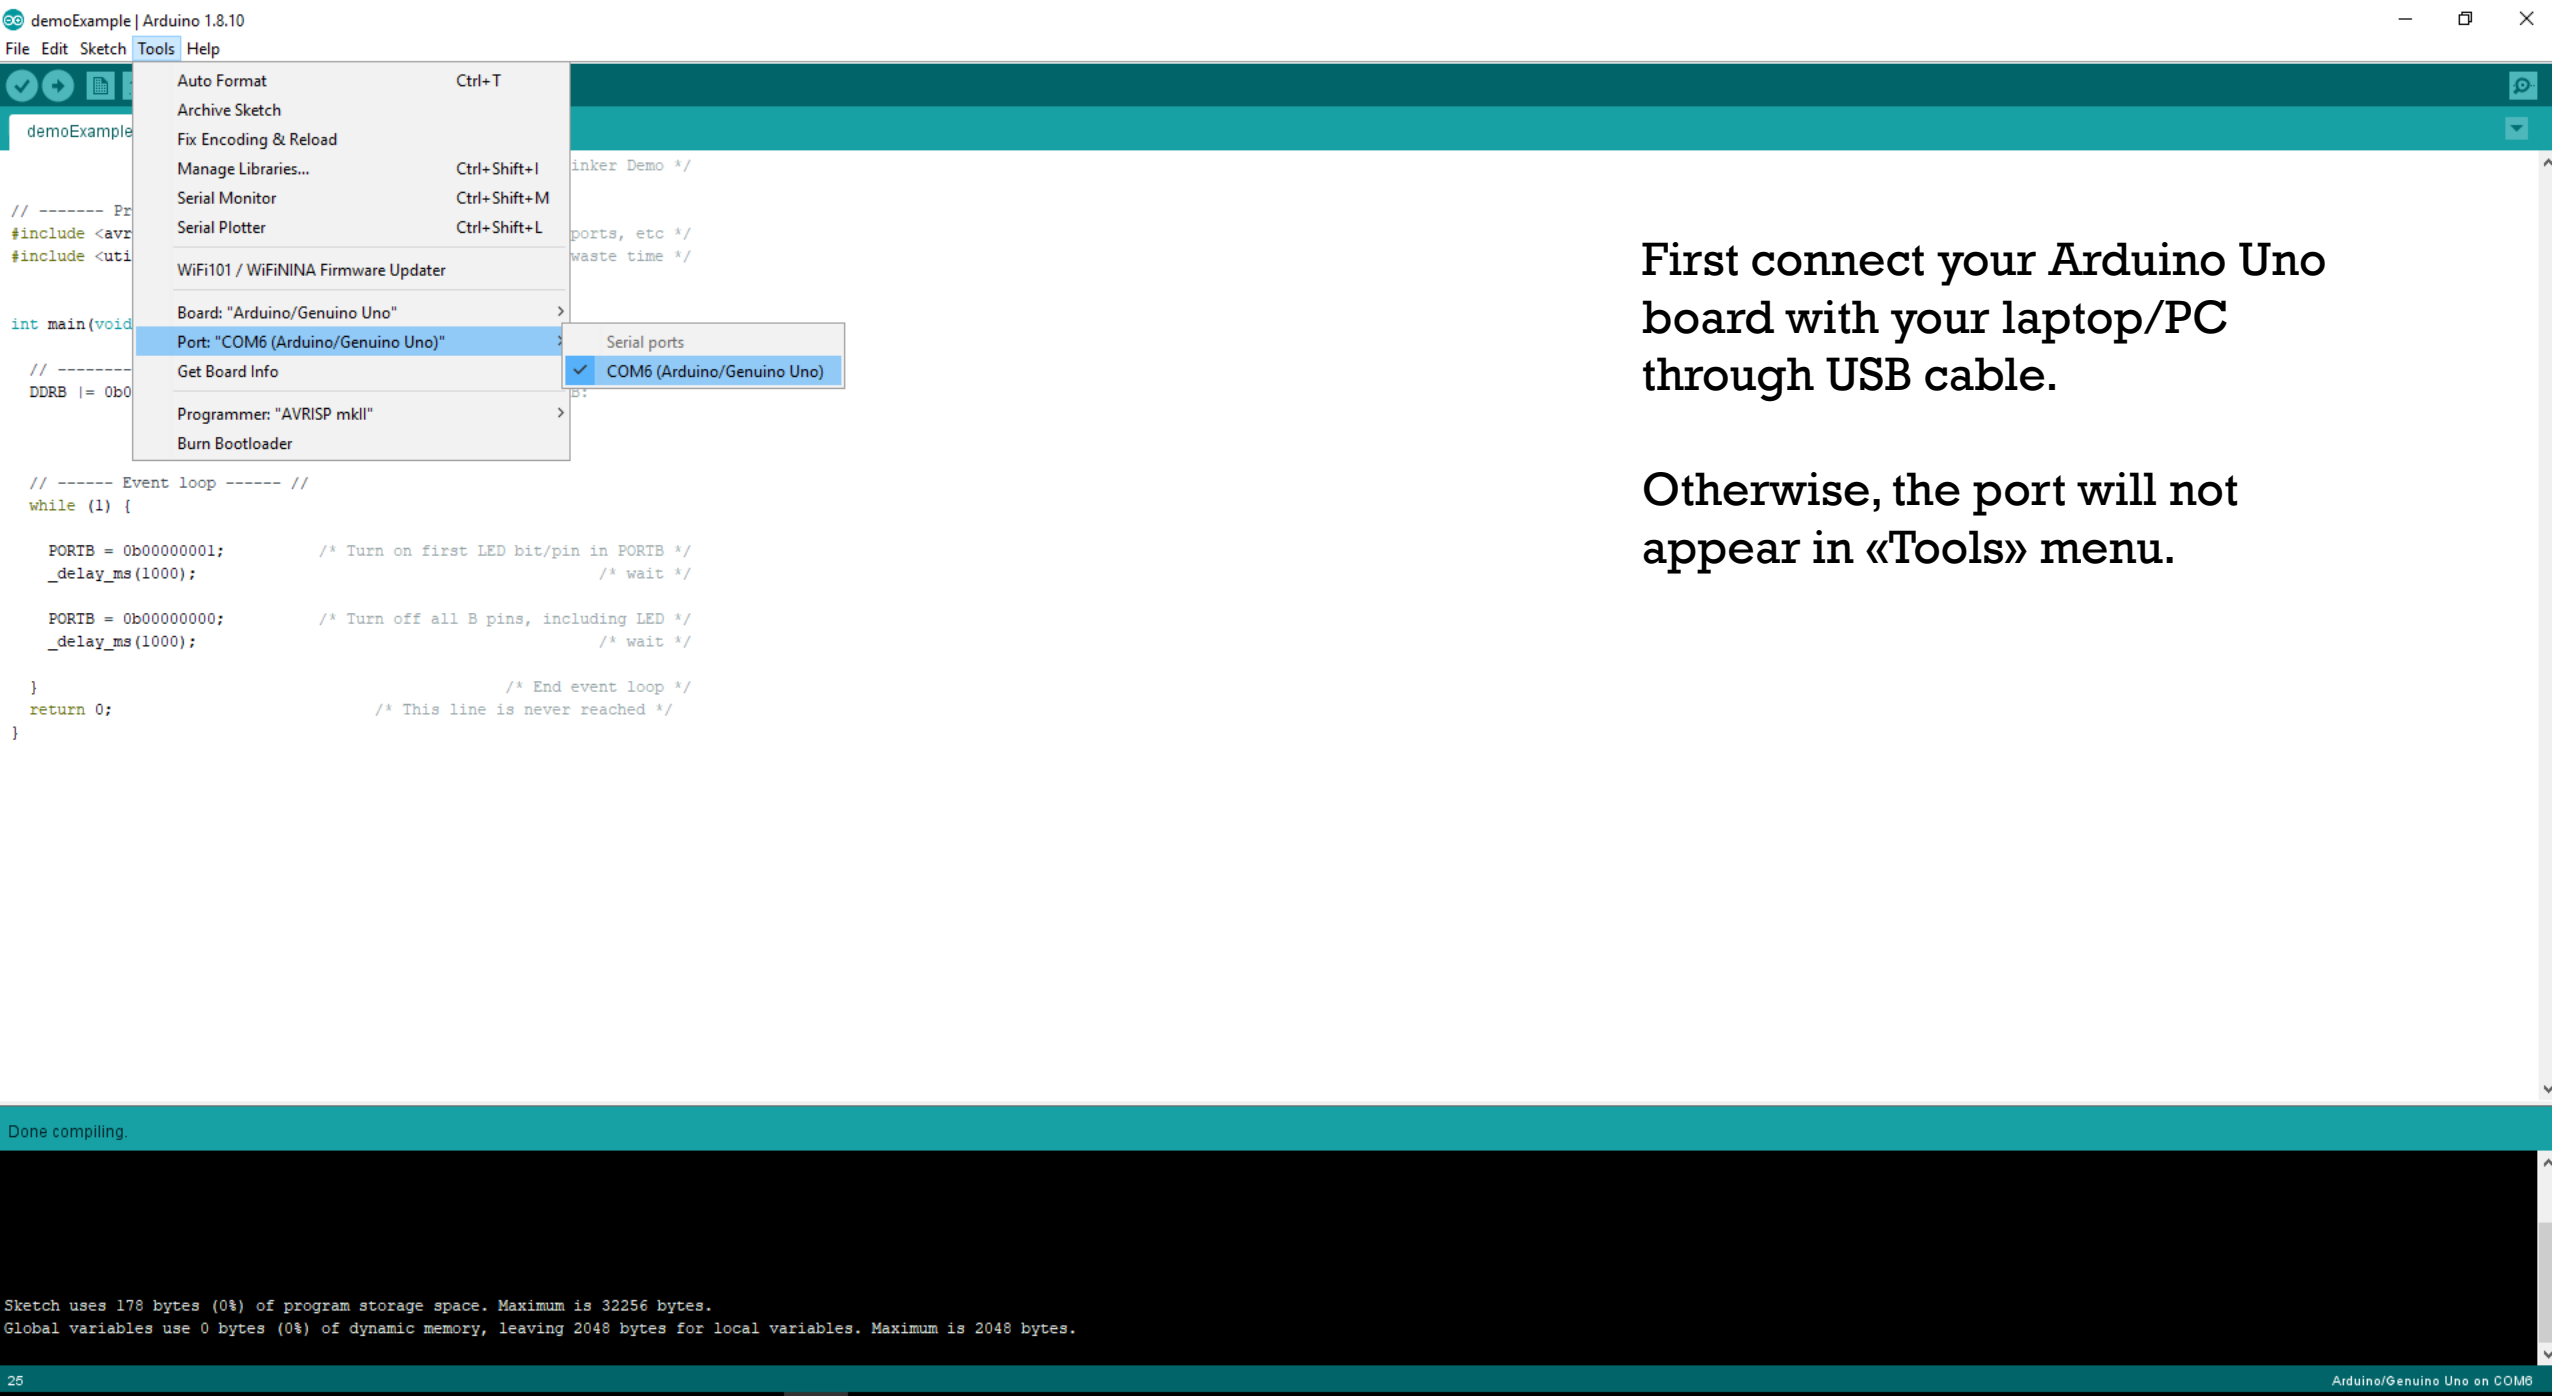 demoExample | Arduino 1.8.10
File Edit Sketch Tools Help
Auto Format Ctrl+T
Archive Sketch
Fix Encoding & Reload
Manage Libraries... Ctrl+Shift+I
Serial Monitor Ctrl+Shift+M
Serial Plotter Ctrl+Shift+L
WiFi101 / WiFiNINA Firmware Updater
Board: "Arduino/Genuino Uno"
Port: "COM6 (Arduino/Genuino Uno)"
Get Board Info
Programmer: "AVRISP mkII"
Burn Bootloader
Serial ports
COM6 (Arduino/Genuino Uno)
demoExample
inker Demo */
// ------- Pr
#include <avr ports, etc */
#include <uti waste time */
int main(void
// --------
DDRB |= 0b0 B:
// ------ Event loop ------ //
while (1) {
PORTB = 0b00000001; /* Turn on first LED bit/pin in PORTB */
_delay_ms(1000); /* wait */
PORTB = 0b00000000; /* Turn off all B pins, including LED */
_delay_ms(1000); /* wait */
} /* End event loop */
return 0; /* This line is never reached */
}
First connect your Arduino Uno
board with your laptop/PC
through USB cable.
Otherwise, the port will not
appear in «Tools» menu.
Done compiling.
Sketch uses 178 bytes (0%) of program storage space. Maximum is 32256 bytes.
Global variables use 0 bytes (0%) of dynamic memory, leaving 2048 bytes for local variables. Maximum is 2048 bytes.
25
Arduino/Genuino Uno on COM6